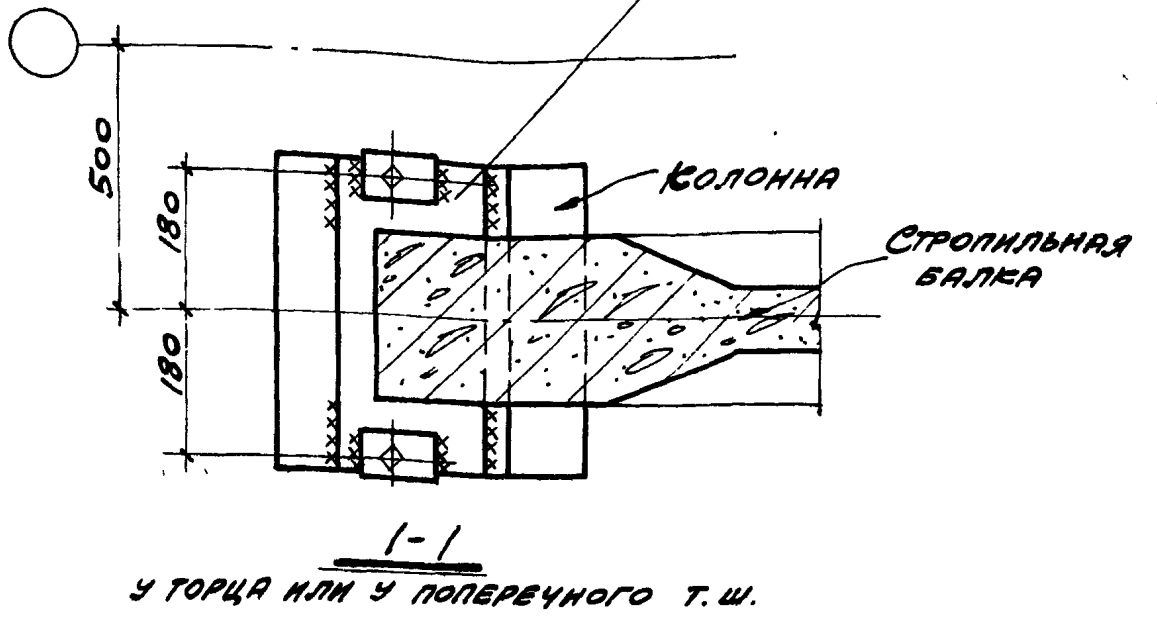 500
180
180
Колонна
Стропильная
балка
1-1
у торца или у поперечного т.ш.